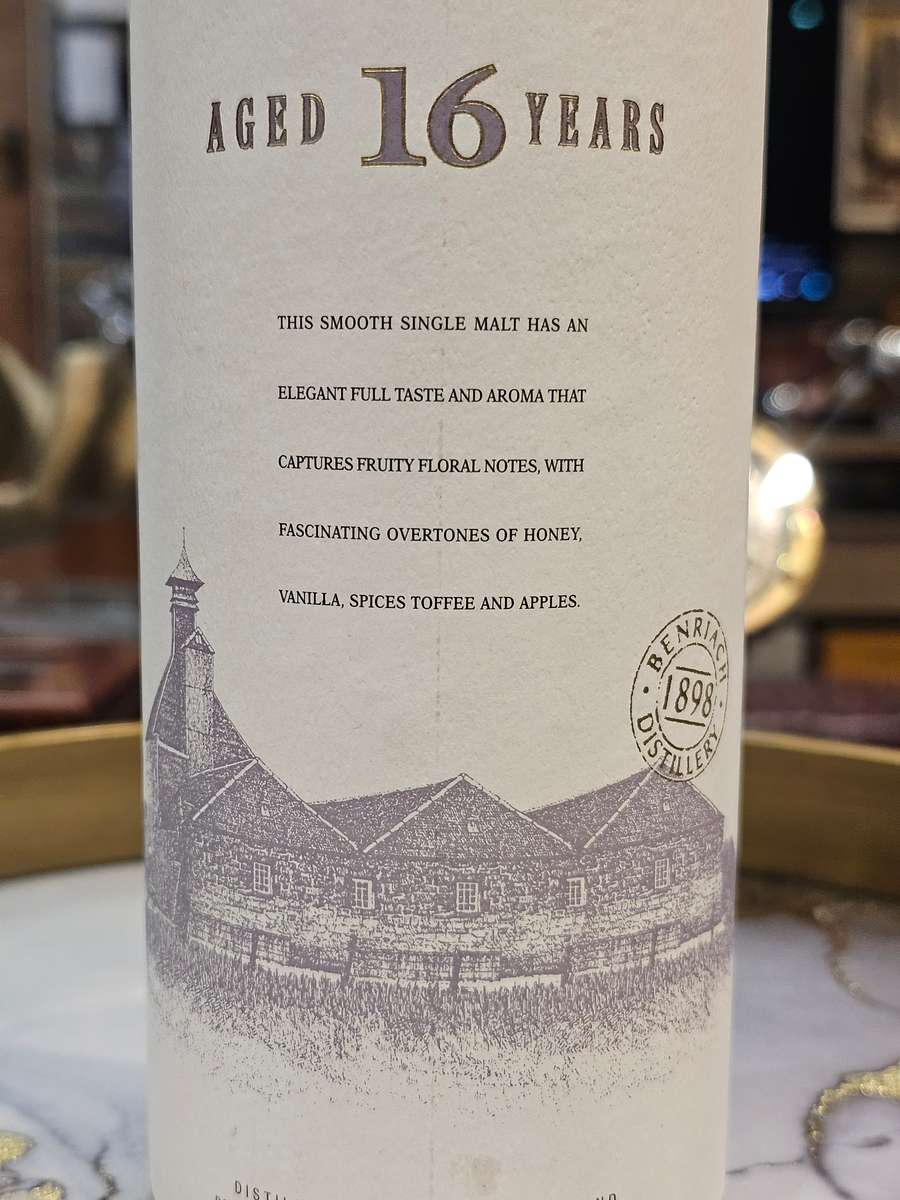 AGED 16 YEARS
THIS SMOOTH SINGLE MALT HAS AN
ELEGANT FULL TASTE AND AROMA THAT
CAPTURES FRUITY FLORAL NOTES, WITH
FASCINATING OVERTONES OF HONEY,
VANILLA, SPICES TOFFEE AND APPLES.
BENRIACH
1898
DISTILLERY